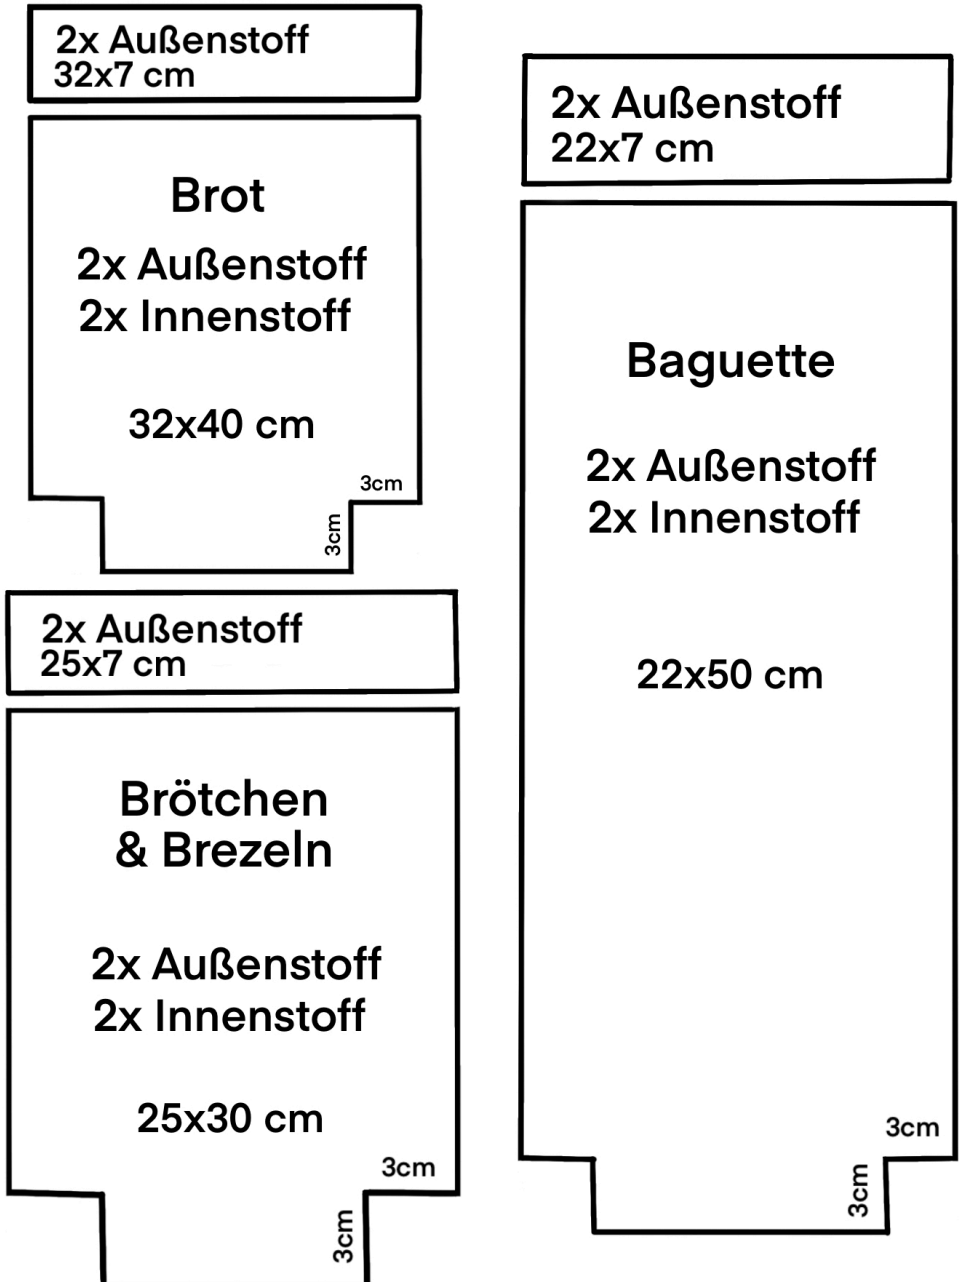 2x Außenstoff
32x7 cm
Brot
2x Außenstoff
2x Innenstoff
32x40 cm
3cm
3cm
2x Außenstoff
25x7 cm
Brötchen
& Brezeln
2x Außenstoff
2x Innenstoff
25x30 cm
3cm
3cm
2x Außenstoff
22x7 cm
Baguette
2x Außenstoff
2x Innenstoff
22x50 cm
3cm
3cm